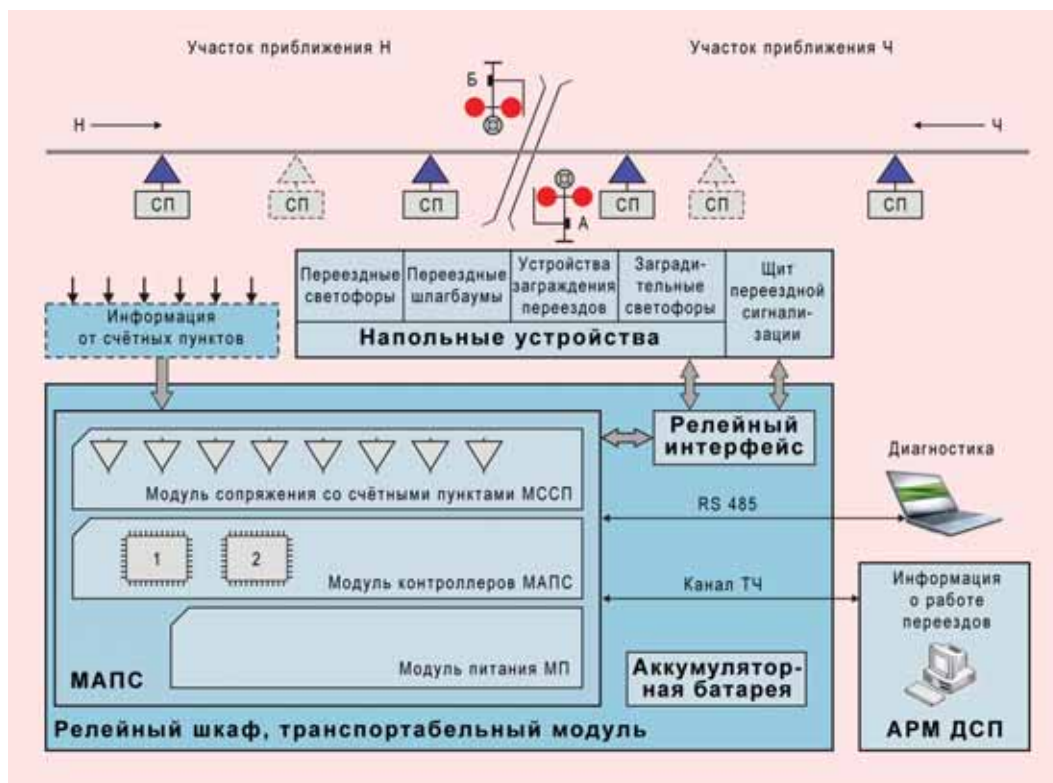 Участок приближения Н
Участок приближения Ч
Б
Н
Ч
СП
СП
СП
СП
СП
СП
А
Информация
от счётных пунктов
Переездные
светофоры
Переездные
шлагбаумы
Устройства
заграждения
переездов
Загради-
тельные
светофоры
Щит
переездной
сигнали-
зации
Напольные устройства
Релейный
интерфейс
Модуль сопряжения со счётными пунктами МССП
1
2
Модуль контроллеров МАПС
Модуль питания МП
МАПС
RS 485
Канал ТЧ
Диагностика
Информация
о работе
переездов
АРМ ДСП
Аккумулятор-
ная батарея
Релейный шкаф, транспортабельный модуль